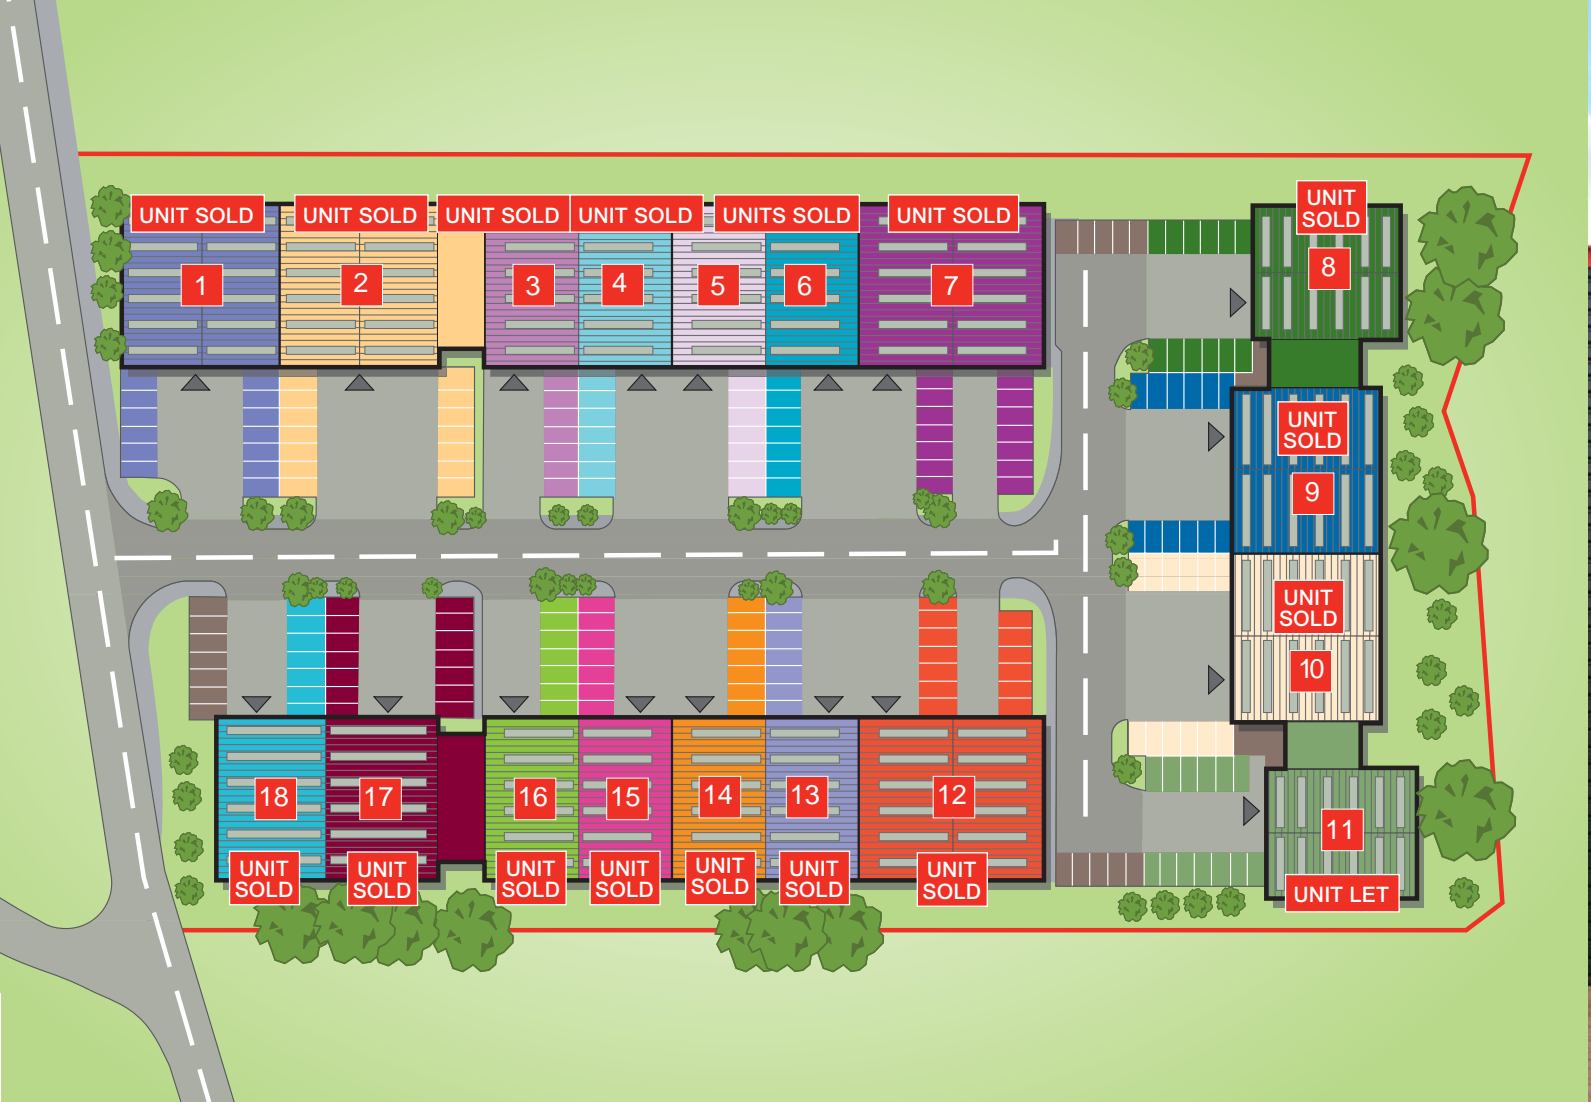 UNIT SOLD
UNIT SOLD
UNIT SOLD
UNIT SOLD
UNITS SOLD
UNIT SOLD
1
2
3
4
5
6
7
UNIT
SOLD
8
UNIT
SOLD
9
UNIT
SOLD
10
11
UNIT LET
18
17
16
15
14
13
12
UNIT
SOLD
UNIT
SOLD
UNIT
SOLD
UNIT
SOLD
UNIT
SOLD
UNIT
SOLD
UNIT
SOLD